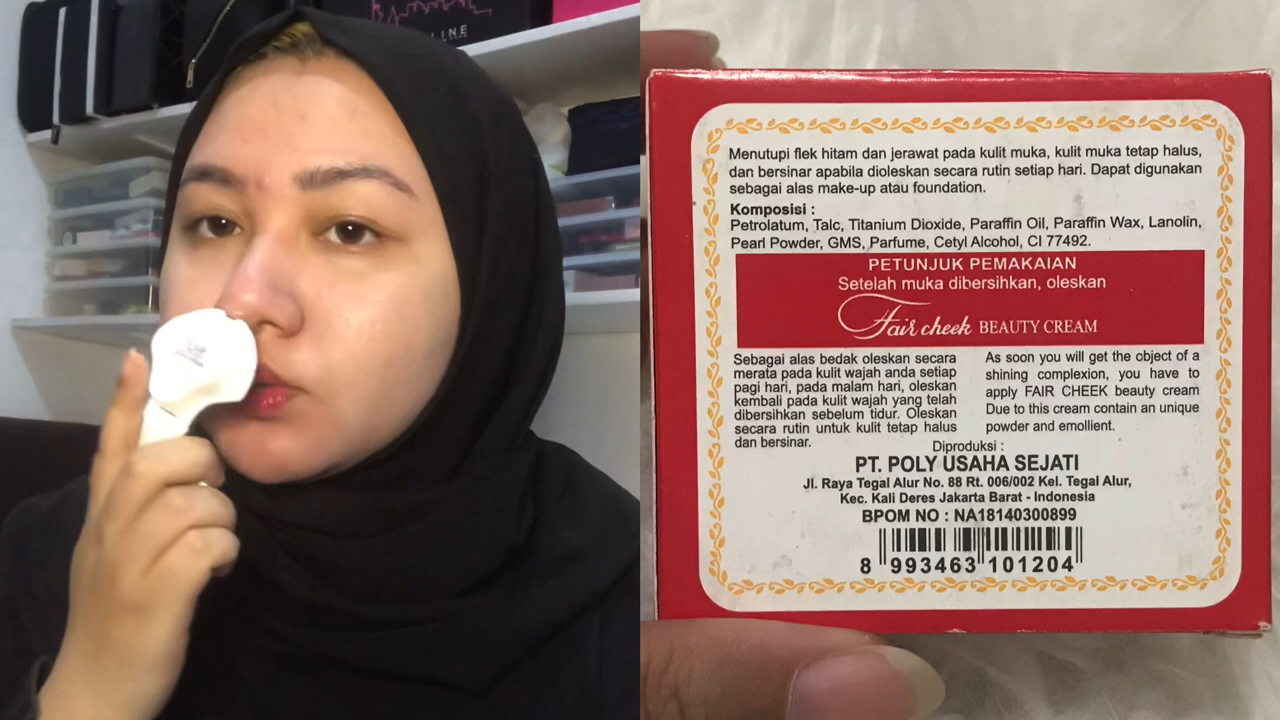 LINE
Menutupi flek hitam dan jerawat pada kulit muka, kulit muka tetap halus,
dan bersinar apabila dioleskan secara rutin setiap hari. Dapat digunakan
sebagai alas make-up atau foundation.
Komposisi :
Petrolatum, Talc, Titanium Dioxide, Paraffin Oil, Paraffin Wax, Lanolin,
Pearl Powder, GMS, Parfume, Cetyl Alcohol, CI 77492.
PETUNJUK PEMAKAIAN
Setelah muka dibersihkan, oleskan
Fair cheek BEAUTY CREAM
Sebagai alas bedak oleskan secara
merata pada kulit wajah anda setiap
pagi hari, pada malam hari, oleskan
kembali pada kulit wajah yang telah
dibersihkan sebelum tidur. Oleskan
secara rutin untuk kulit tetap halus
dan bersinar.
As soon you will get the object of a
shining complexion, you have to
apply FAIR CHEEK beauty cream
Due to this cream contain an unique
powder and emollient.
Diproduksi :
PT. POLY USAHA SEJATI
Jl. Raya Tegal Alur No. 88 Rt. 006/002 Kel. Tegal Alur,
Kec. Kali Deres Jakarta Barat - Indonesia
BPOM NO : NA18140300899
8 993463 101204